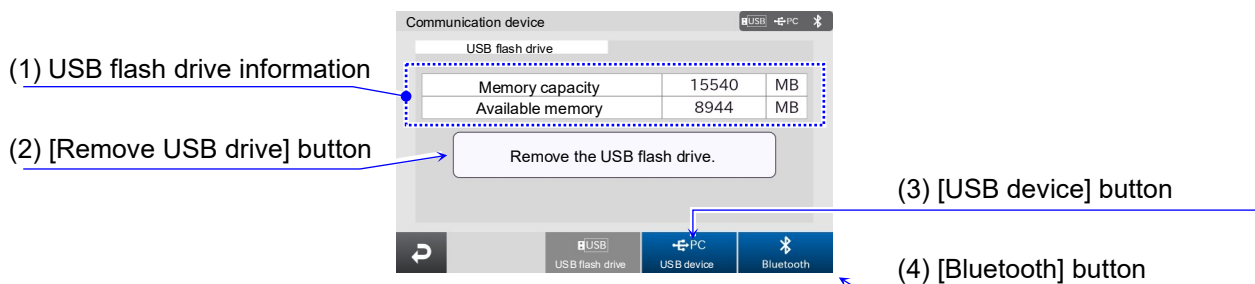 Communication device
USB PC
USB flash drive
(1) USB flash drive information
Memory capacity 15540 MB
Available memory 8944 MB
(2) [Remove USB drive] button
Remove the USB flash drive.
(3) [USB device] button
USB PC
USB flash drive USB device Bluetooth
(4) [Bluetooth] button